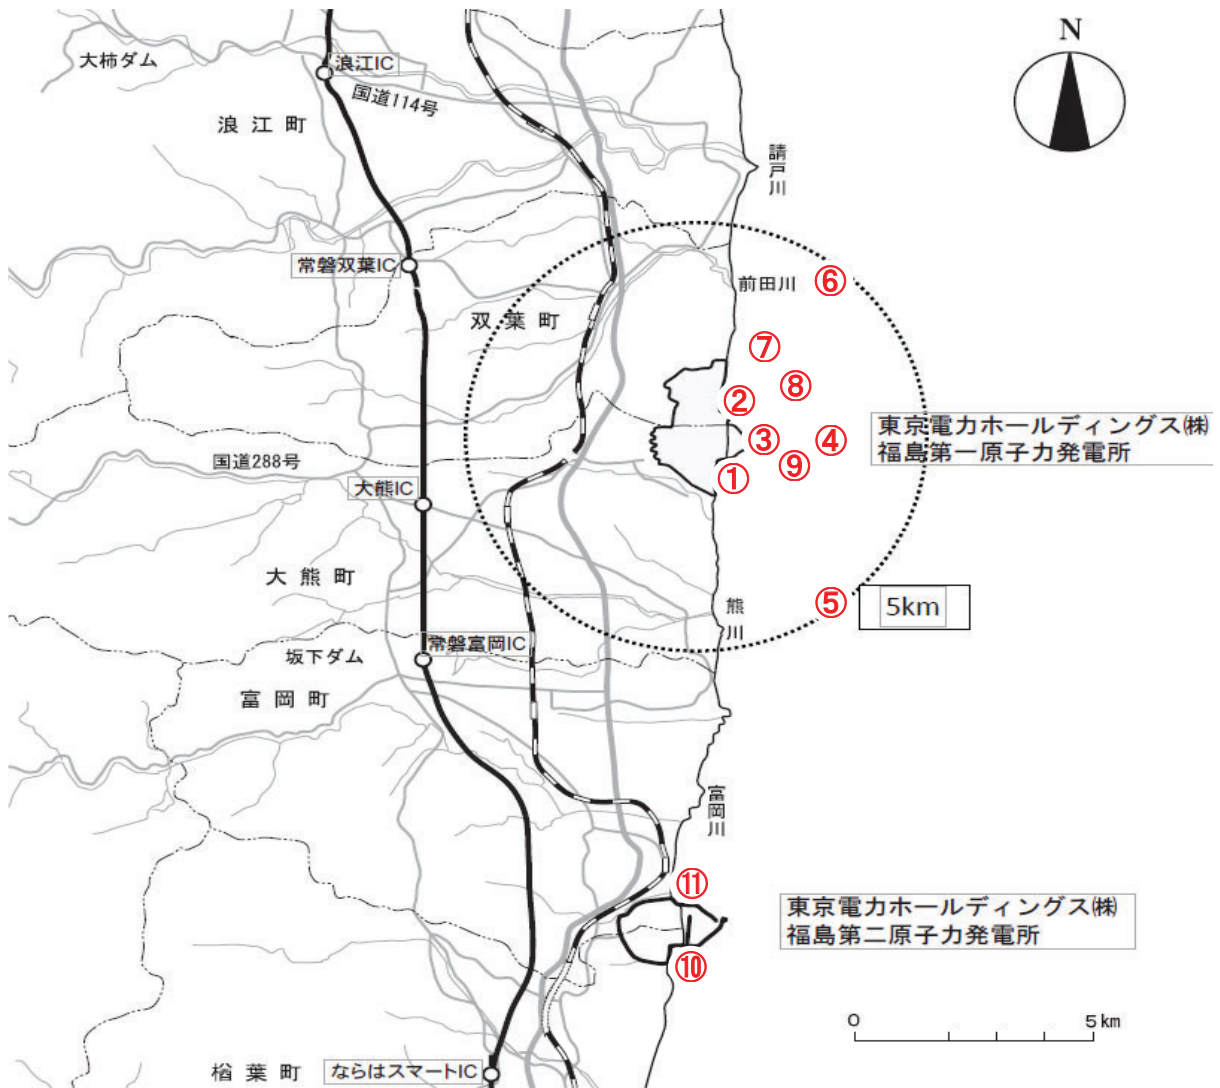 N
大柿ダム
浪江IC
国道114号
浪江町
請戸川
常磐双葉IC
前田川
⑥
双葉町
⑦
⑧
②
東京電力ホールディングス㈱
福島第一原子力発電所
③
④
国道288号
⑨
①
大熊IC
大熊町
熊川
⑤
5km
常磐富岡IC
坂下ダム
富岡町
富岡川
⑪
東京電力ホールディングス㈱
福島第二原子力発電所
⑩
0
5km
楢葉町
ならはスマートIC